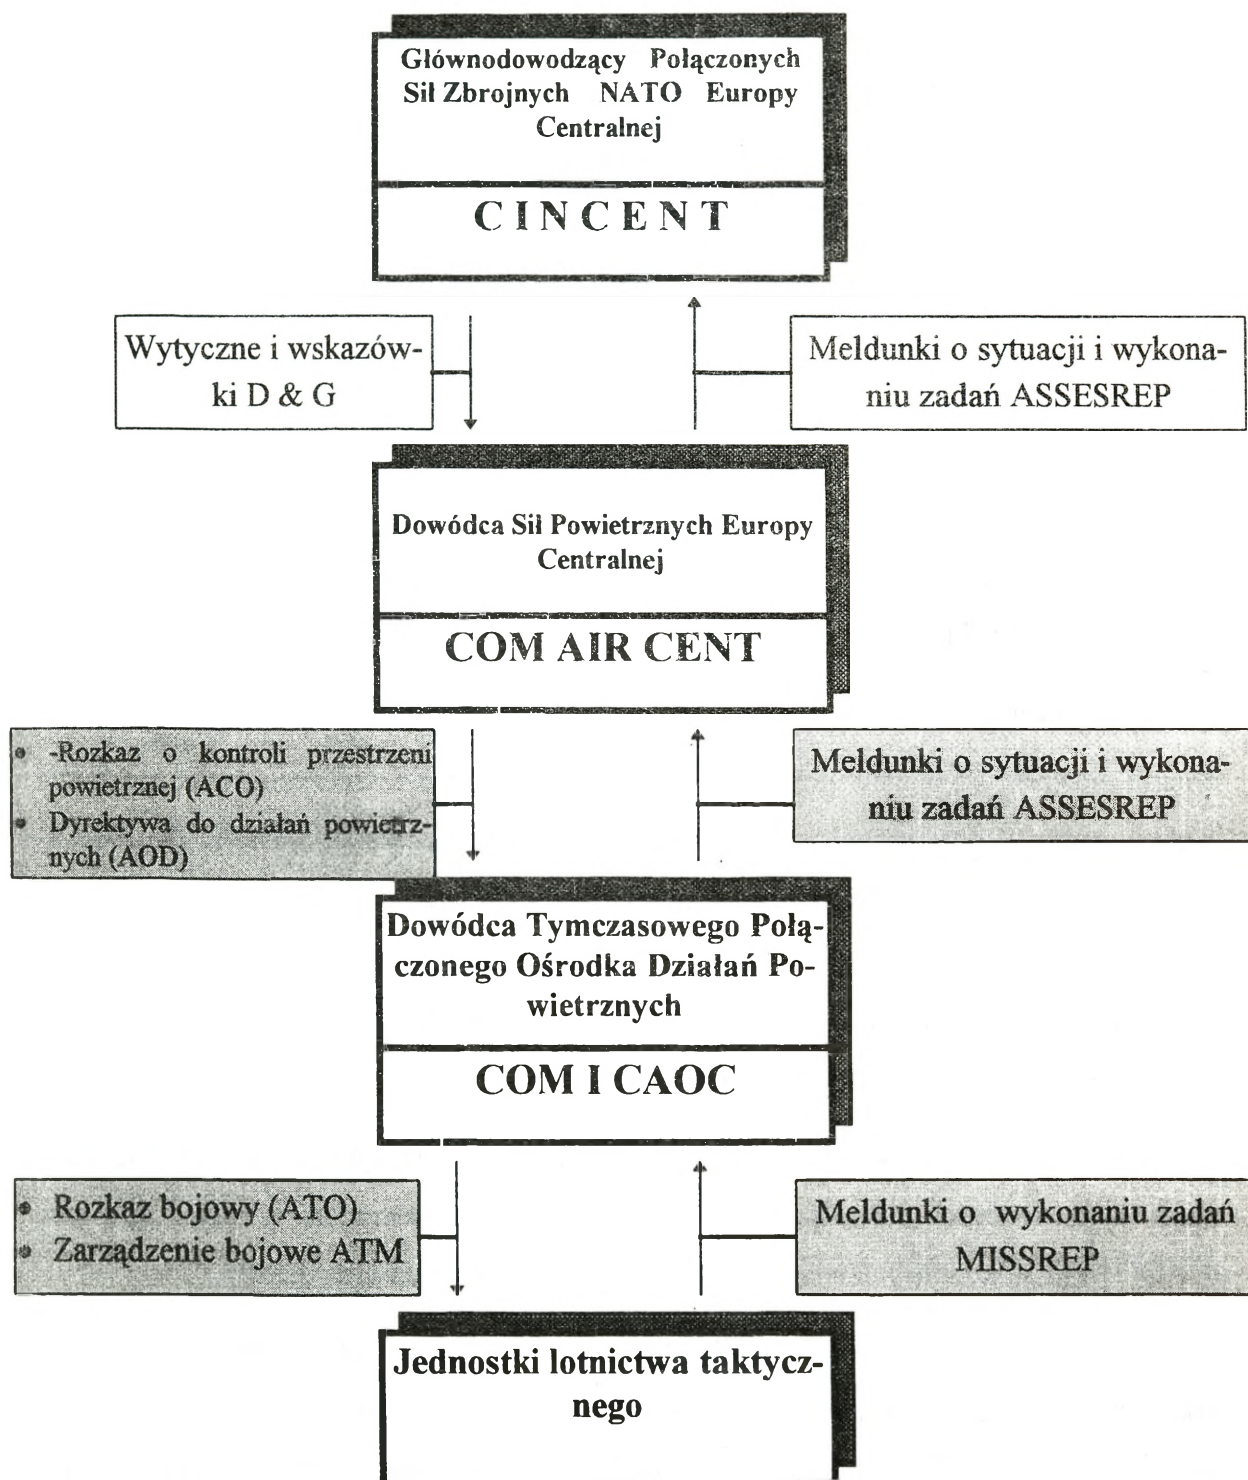 Głównodowodzący Połączonych
Sił Zbrojnych NATO Europy
Centralnej
C I N C E N T
Wytyczne i wskazów-
ki D & G
Meldunki o sytuacji i wykona-
niu zadań ASSESREP
Dowódca Sił Powietrznych Europy
Centralnej
COM AIR CENT
• -Rozkaz o kontroli przestrzeni
powietrznej (ACO)
• Dyrektywa do działań powietrz-
nych (AOD)
Meldunki o sytuacji i wykona-
niu zadań ASSESREP
Dowódca Tymczasowego Połą-
czonego Ośrodka Działań Po-
wietrznych
COM I CAOC
• Rozkaz bojowy (ATO)
• Zarządzenie bojowe ATM
Meldunki o wykonaniu zadań
MISSREP
Jednostki lotnictwa taktycz-
nego